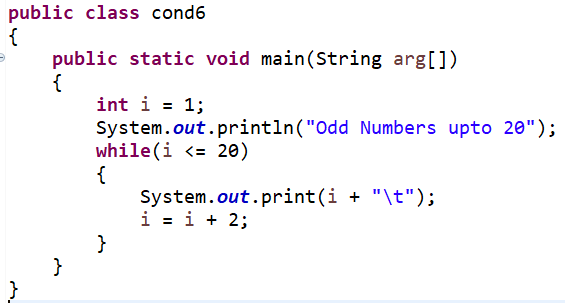 public class cond6
{
    public static void main(String arg[])
    {
        int i = 1;
        System.out.println("Odd Numbers upto 20");
        while(i <= 20)
        {
            System.out.print(i + "\t");
            i = i + 2;
        }
    }
}